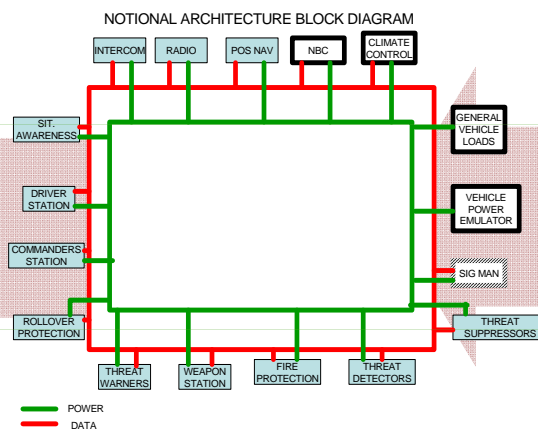 NOTIONAL ARCHITECTURE BLOCK DIAGRAM
INTERCOM
RADIO
POS NAV
NBC
CLIMATE
CONTROL
GENERAL
VEHICLE
LOADS
SIT.
AWARENESS
DRIVER
STATION
VEHICLE
POWER
EMULATOR
COMMANDERS
STATION
SIG MAN
ROLLOVER
PROTECTION
THREAT
SUPPRESSORS
THREAT
WARNERS
WEAPON
STATION
FIRE
PROTECTION
THREAT
DETECTORS
POWER
DATA